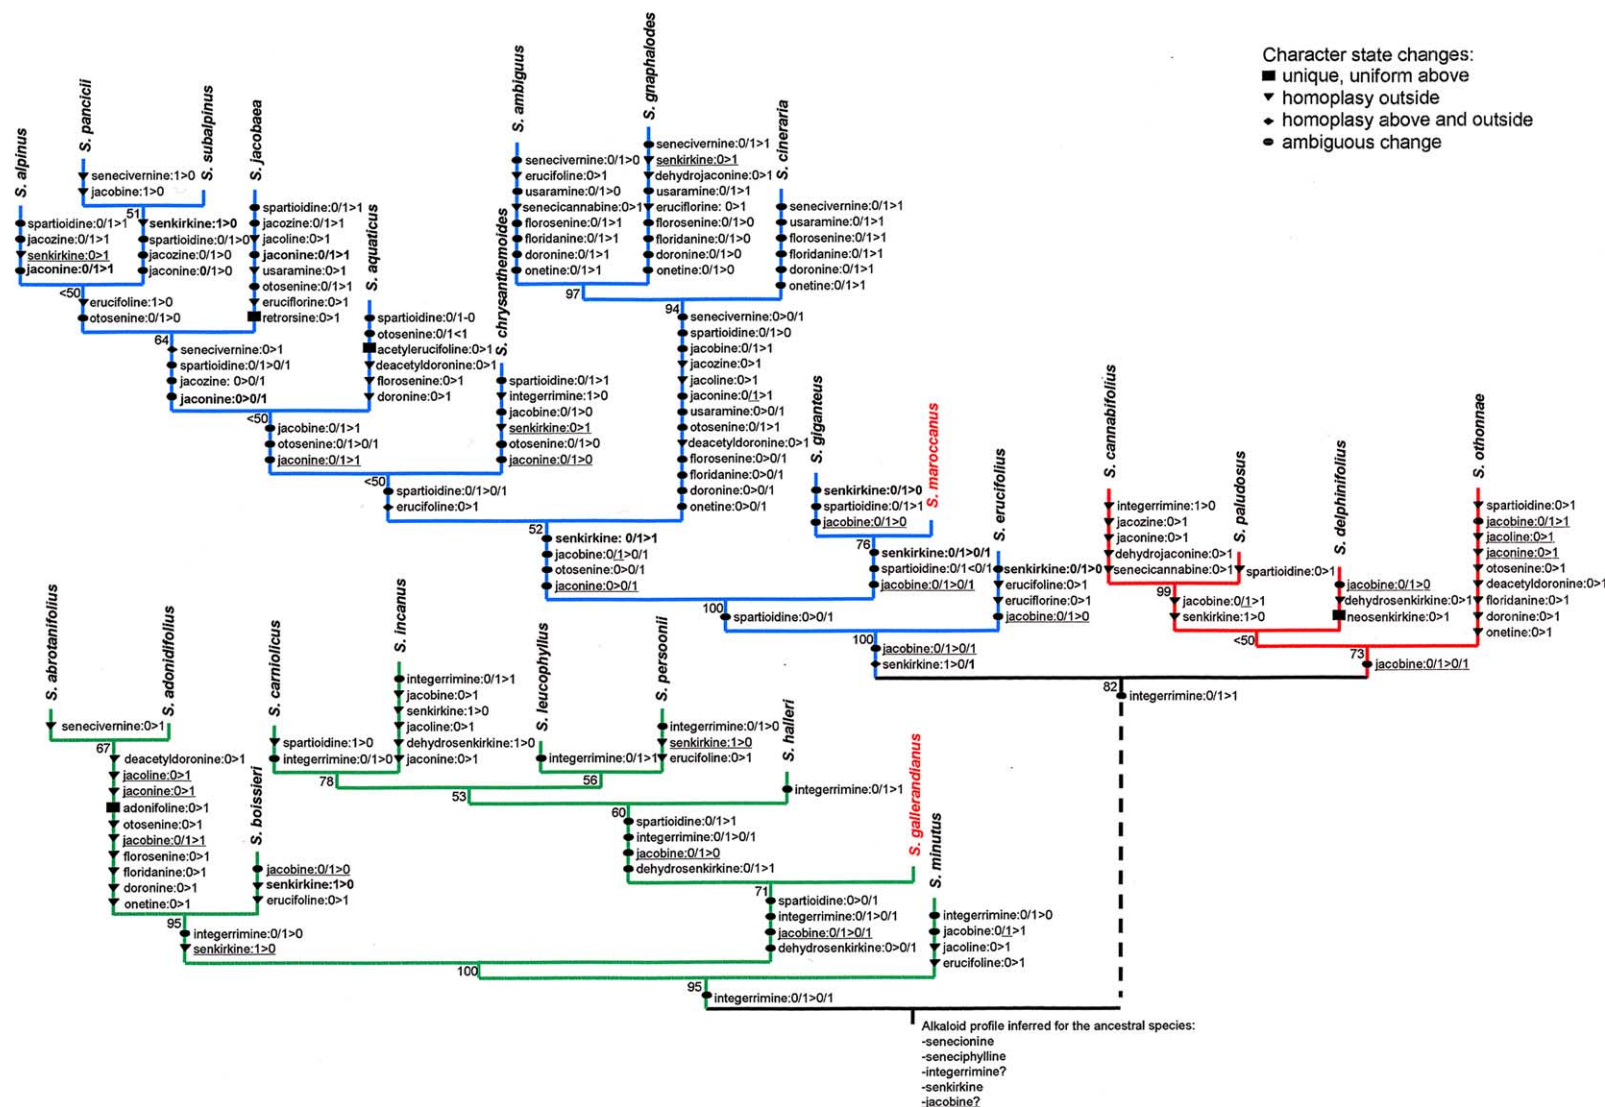 Character state changes:
unique, uniform above
homoplasy outside
homoplasy above and outside
ambiguous change
S. alpinus
spartioidine:0/1>1
jacozine:0/1>1
senkirkine:0>1
jaconine:0/1>1
S. pancicii
senecivernine:1>0
jacobine:1>0
S. subalpinus
51
senkirkine:1>0
spartioidine:0/1>0
jacozine:0/1>0
jaconine:0/1>0
<50
erucifoline:1>0
otosenine:0/1>0
S. jacobaea
spartioidine:0/1>1
jacozine:0/1>1
jacoline:0>1
jaconine:0/1>1
usaramine:0>1
otosenine:0/1>1
eruciflorine:0>1
retrorsine:0>1
64
senecivernine:0>1
spartioidine:0/1>0/1
jacozine: 0>0/1
jaconine:0>0/1
S. aquaticus
spartioidine:0/1-0
otosenine:0/1<1
acetylerucifoline:0>1
deacetyldoronine:0>1
florosenine:0>1
doronine:0>1
<50
jacobine:0/1>1
otosenine:0/1>0/1
jaconine:0/1>1
S. chrysanthemoides
spartioidine:0/1>1
integerrimine:1>0
jacobine:0/1>0
senkirkine:0>1
otosenine:0/1>0
jaconine:0/1>0
<50
spartioidine:0/1>0/1
erucifoline:0>1
S. ambiguus
senecivernine:0/1>0
erucifoline:0>1
usaramine:0/1>0
senecicannabine:0>1
florosenine:0/1>1
floridanine:0/1>1
doronine:0/1>1
onetine:0/1>1
S. gnaphalodes
senecivernine:0/1>1
senkirkine:0>1
dehydrojaconine:0>1
usaramine:0/1>1
eruciflorine: 0>1
florosenine:0/1>0
floridanine:0/1>0
doronine:0/1>0
onetine:0/1>0
97
S. cineraria
senecivernine:0/1>1
usaramine:0/1>1
florosenine:0/1>1
floridanine:0/1>1
doronine:0/1>1
onetine:0/1>1
94
senecivernine:0>0/1
spartioidine:0/1>0
jacobine:0/1>1
jacozine:0>1
jacoline:0>1
jaconine:0/1>1
usaramine:0>0/1
otosenine:0/1>1
deacetyldoronine:0>1
florosenine:0>0/1
floridanine:0>0/1
doronine:0>0/1
onetine:0>0/1
52
senkirkine: 0/1>1
jacobine:0/1>0/1
otosenine:0>0/1
jaconine:0>0/1
S. giganteus
senkirkine:0/1>0
spartioidine:0/1>1
jacobine:0/1>0
S. maroccanus
76
senkirkine:0/1>0/1
spartioidine:0/1<0/1
jacobine:0/1>0/1
100
spartioidine:0>0/1
S. erucifolius
senkirkine:0/1>0
erucifoline:0>1
eruciflorine:0>1
jacobine:0/1>0
100
jacobine:0/1>0/1
senkirkine:1>0/1
S. cannabifolius
integerrimine:1>0
jacozine:0>1
jaconine:0>1
dehydrojaconine:0>1
senecicannabine:0>1
S. paludosus
spartioidine:0>1
99
jacobine:0/1>1
senkirkine:1>0
S. delphinifolius
jacobine:0/1>0
dehydrosenkirkine:0>1
neosenkirkine:0>1
<50
S. othonnae
spartioidine:0>1
jacobine:0/1>1
jacoline:0>1
jaconine:0>1
otosenine:0>1
deacetyldoronine:0>1
floridanine:0>1
doronine:0>1
onetine:0>1
73
jacobine:0/1>0/1
82
integerrimine:0/1>1
S. abrotanifolius
senecivernine:0>1
S. adonidifolius
67
deacetyldoronine:0>1
jacoline:0>1
jaconine:0>1
adonifoline:0>1
otosenine:0>1
jacobine:0/1>1
florosenine:0>1
floridanine:0>1
doronine:0>1
onetine:0>1
S. boissieri
jacobine:0/1>0
senkirkine:1>0
erucifoline:0>1
95
integerrimine:0/1>0
senkirkine:1>0
S. carniolicus
spartioidine:1>0
integerrimine:0/1>0
S. incanus
integerrimine:0/1>1
jacobine:0>1
senkirkine:1>0
jacoline:0>1
dehydrosenkirkine:1>0
jaconine:0>1
78
S. leucophyllus
integerrimine:0/1>1
S. personii
integerrimine:0/1>0
senkirkine:1>0
erucifoline:0>1
56
53
S. halleri
integerrimine:0/1>1
60
spartioidine:0/1>1
integerrimine:0/1>0/1
jacobine:0/1>0
dehydrosenkirkine:0/1>1
S. gallerandianus
71
spartioidine:0>0/1
integerrimine:0/1>0/1
jacobine:0/1>0/1
dehydrosenkirkine:0>0/1
S. minutus
integerrimine:0/1>0
jacobine:0/1>1
jacoline:0>1
erucifoline:0>1
100
95
integerrimine:0/1>0/1
Alkaloid profile inferred for the ancestral species:
-senecionine
-seneciphylline
-integerrimine?
-senkirkine
-jacobine?